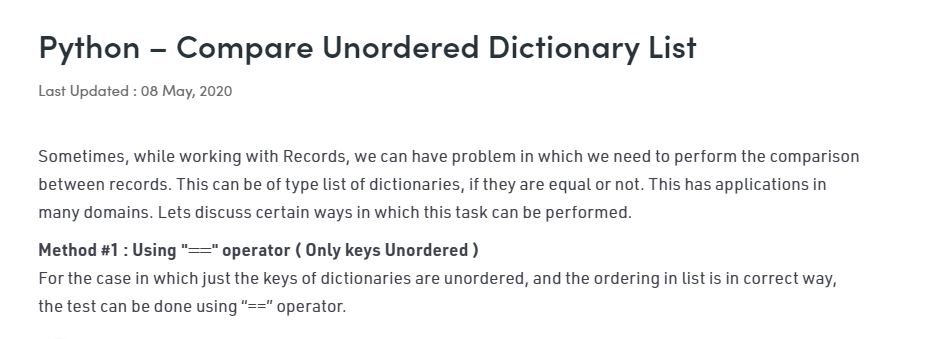 Python – Compare Unordered Dictionary List
Last Updated : 08 May, 2020
Sometimes, while working with Records, we can have problem in which we need to perform the comparison
between records. This can be of type list of dictionaries, if they are equal or not. This has applications in
many domains. Lets discuss certain ways in which this task can be performed.
Method #1 : Using "==" operator ( Only keys Unordered )
For the case in which just the keys of dictionaries are unordered, and the ordering in list is in correct way,
the test can be done using “==” operator.